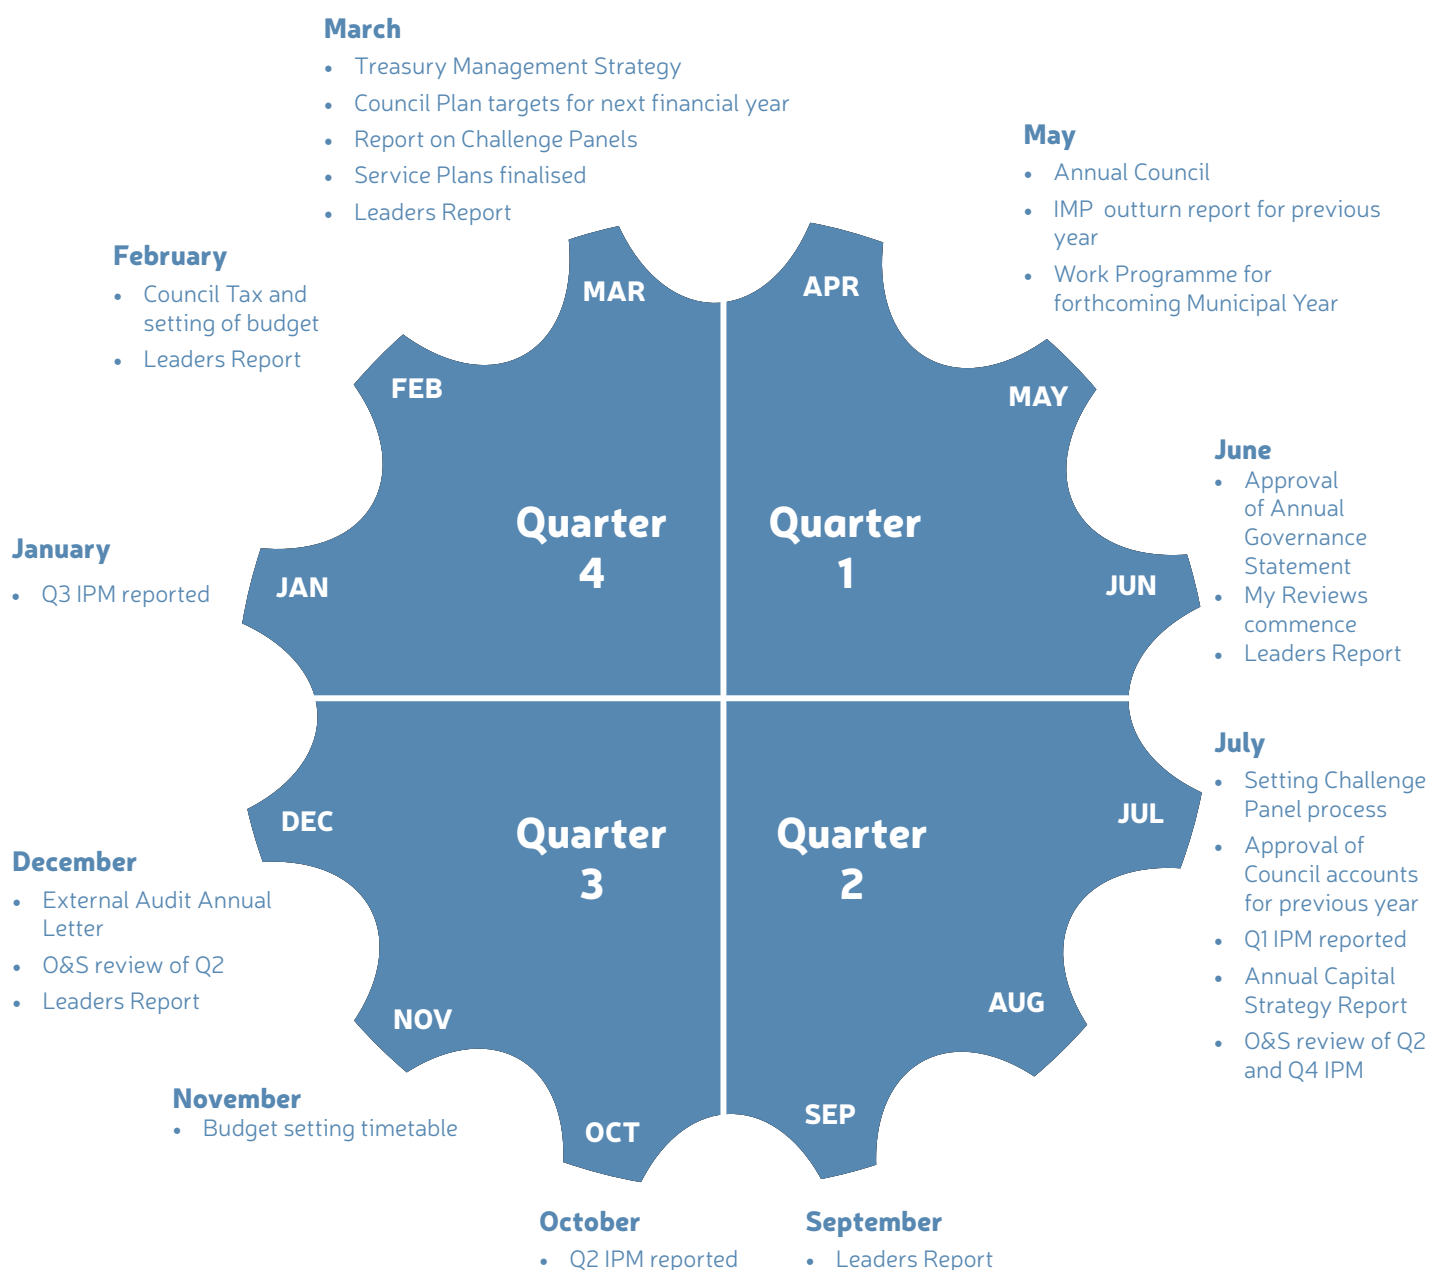 March
• Treasury Management Strategy
• Council Plan targets for next financial year
• Report on Challenge Panels
• Service Plans finalised
• Leaders Report
May
• Annual Council
• IMP outturn report for previous
year
• Work Programme for
forthcoming Municipal Year
February
• Council Tax and
setting of budget
• Leaders Report
MAR
APR
FEB
MAY
June
• Approval
of Annual
Governance
Statement
• My Reviews
commence
• Leaders Report
January
• Q3 IPM reported
JAN
Quarter
4
Quarter
1
JUN
July
• Setting Challenge
Panel process
• Approval of
Council accounts
for previous year
• Q1 IPM reported
• Annual Capital
Strategy Report
• O&S review of Q2
and Q4 IPM
DEC
Quarter
3
Quarter
2
JUL
December
• External Audit Annual
Letter
• O&S review of Q2
• Leaders Report
NOV
AUG
November
• Budget setting timetable
OCT
SEP
October
• Q2 IPM reported
September
• Leaders Report